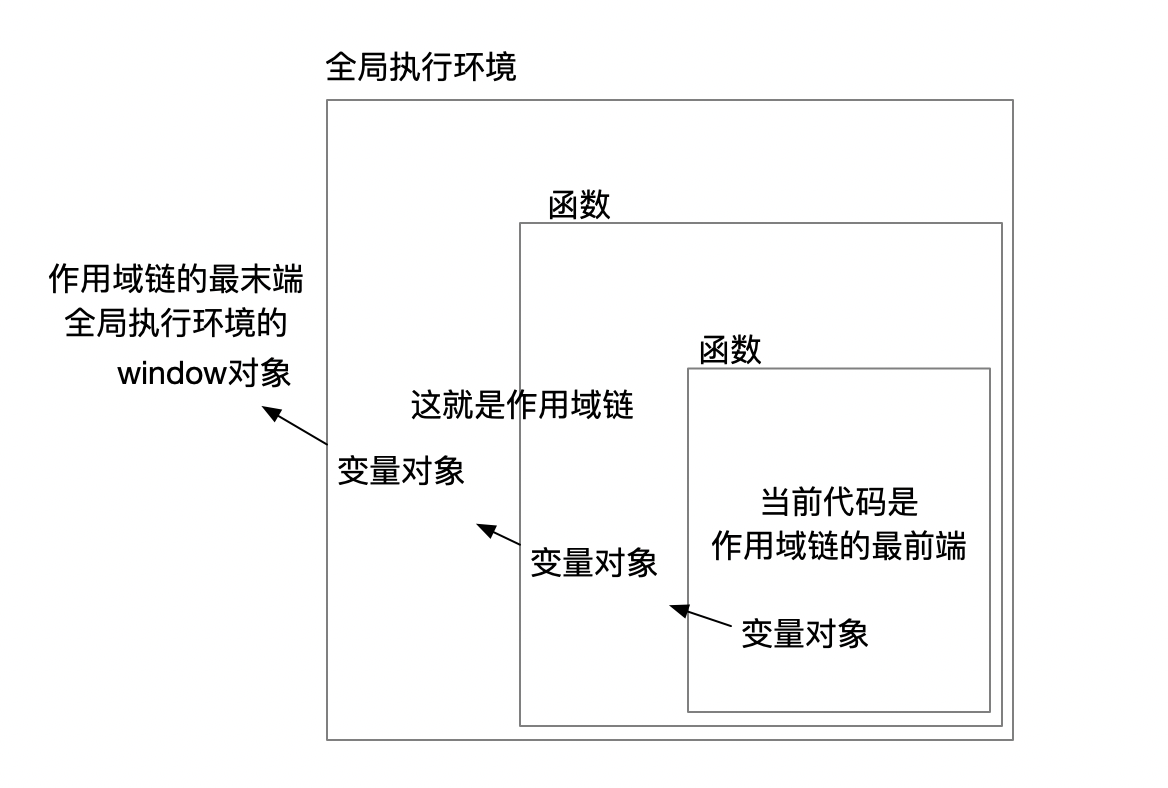 全局执行环境
函数
作用域链的最末端
全局执行环境的
window对象
函数
这就是作用域链
变量对象
当前代码是
作用域链的最前端
变量对象
变量对象